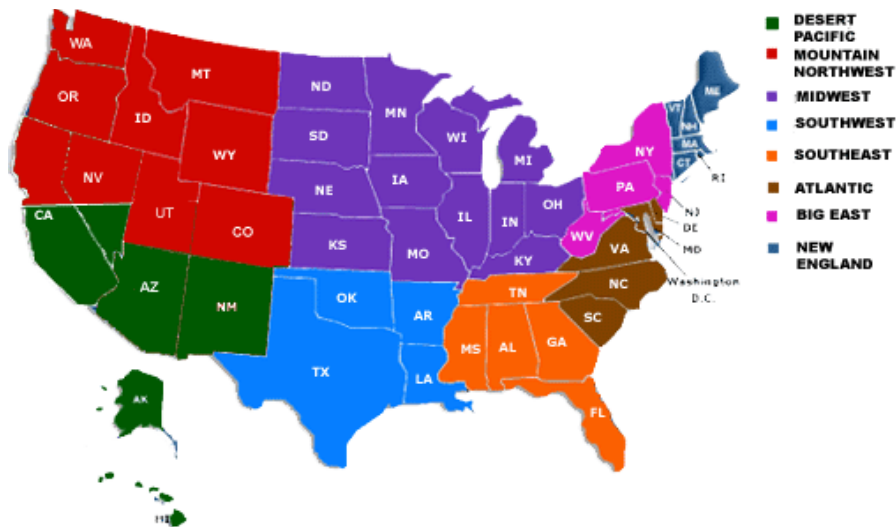 DESERT
PACIFIC
MOUNTAIN
NORTHWEST
MIDWEST
SOUTHWEST
SOUTHEAST
ATLANTIC
BIG EAST
NEW
ENGLAND
WA
MT
ND
MN
OR
ID
SD
WI
MI
NY
VT
NH
ME
MA
CT
RI
WY
NV
NE
IA
PA
NJ
UT
CO
IL
IN
OH
WV
DE
MD
CA
KS
MO
KY
VA
Washington
D.C.
AZ
NM
OK
AR
TN
NC
SC
TX
LA
MS
AL
GA
FL
AK
HI